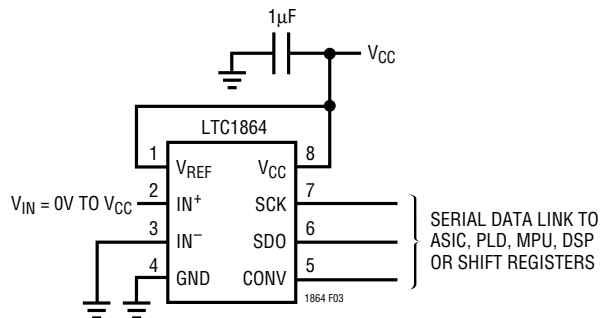 1µF
VCC
LTC1864
1 VREF VCC 8
VIN = 0V TO VCC 2 IN+ SCK 7
3 IN− SDO 6
4 GND CONV 5
SERIAL DATA LINK TO
ASIC, PLD, MPU, DSP
OR SHIFT REGISTERS
1864 F03